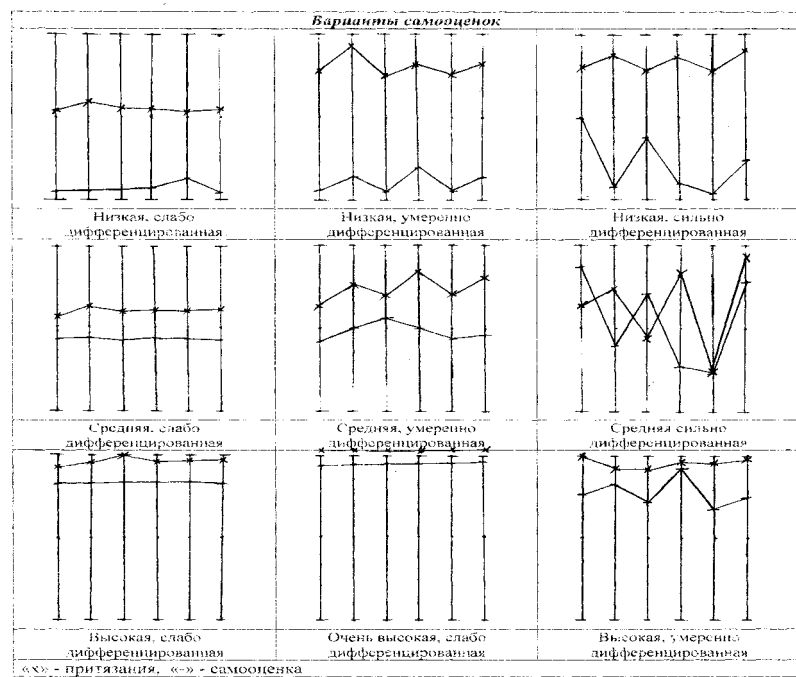 Варианты самооценок
Низкая, слабо
дифференцированная
Низкая, умеренно
дифференцированная
Низкая, сильно
дифференцированная
Средняя, слабо
дифференцированная
Средняя, умеренно
дифференцированная
Средняя сильно
дифференцированная
Высокая, слабо
дифференцированная
Очень высокая, слабо
дифференцированная
Высокая, умеренно
дифференцированная
«х» - притязания, «-» - самооценка